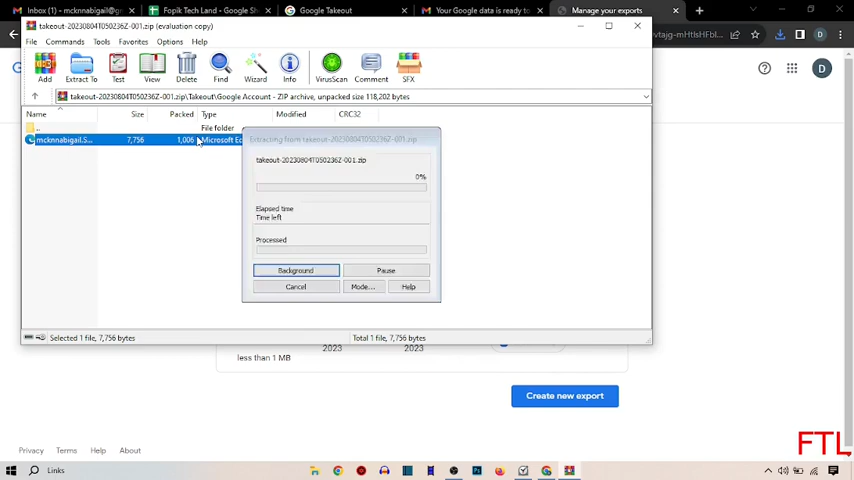 Inbox (1) - mcknnabigail@gm
Fopik Tech Land - Google Sh
Google Takeout
Your Google data is ready to
Manage your exports
takeout-20230804T050236Z-001.zip (evaluation copy)
File Commands Tools Favorites Options Help
Add Extract To Test View Delete Find Wizard Info VirusScan Comment SFX
D
takeout-20230804T050236Z-001.zip\Takeout\Google Account - ZIP archive, unpacked size 118,202 bytes
Name Size Packed Type Modified CRC32
.. File folder
mcknnabigail.S... 7,756 1,006 Microsoft Ed
Extracting from takeout-20230804T050236Z-001.zip
takeout-20230804T050236Z-001.zip
0%
Elapsed time
Time left
Processed
Background Pause
Cancel Mode... Help
Selected 1 file, 7,756 bytes Total 1 file, 7,756 bytes
2023 2023
less than 1 MB
Create new export
Privacy Terms Help About
FTL
Links